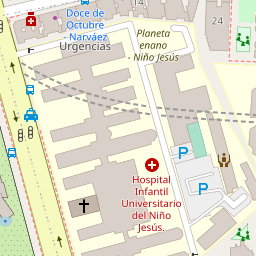 14
Doce de
Octubre
Narváez
Urgencias
Planeta
enano -
Niño Jesús
24
P
P
Hospital
Infantil
Universitario
del Niño
Jesús.